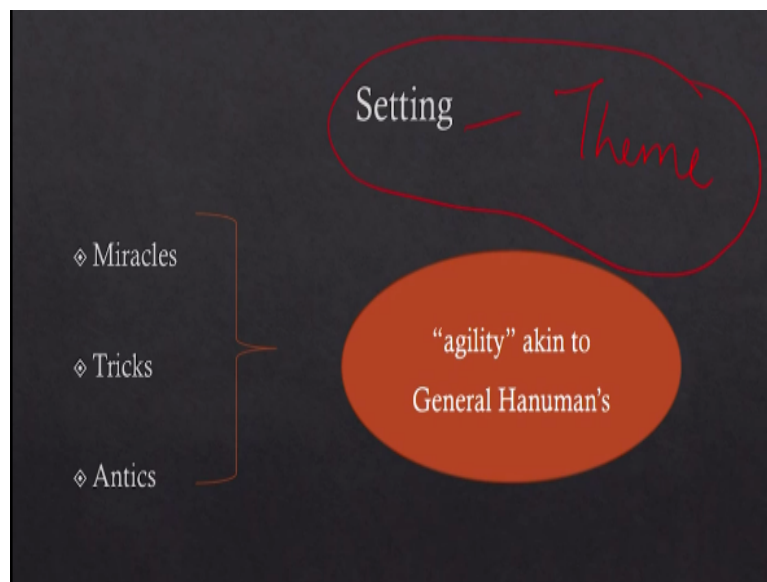 Setting – Theme
Miracles
Tricks
Antics
“agility” akin to
General Hanuman’s